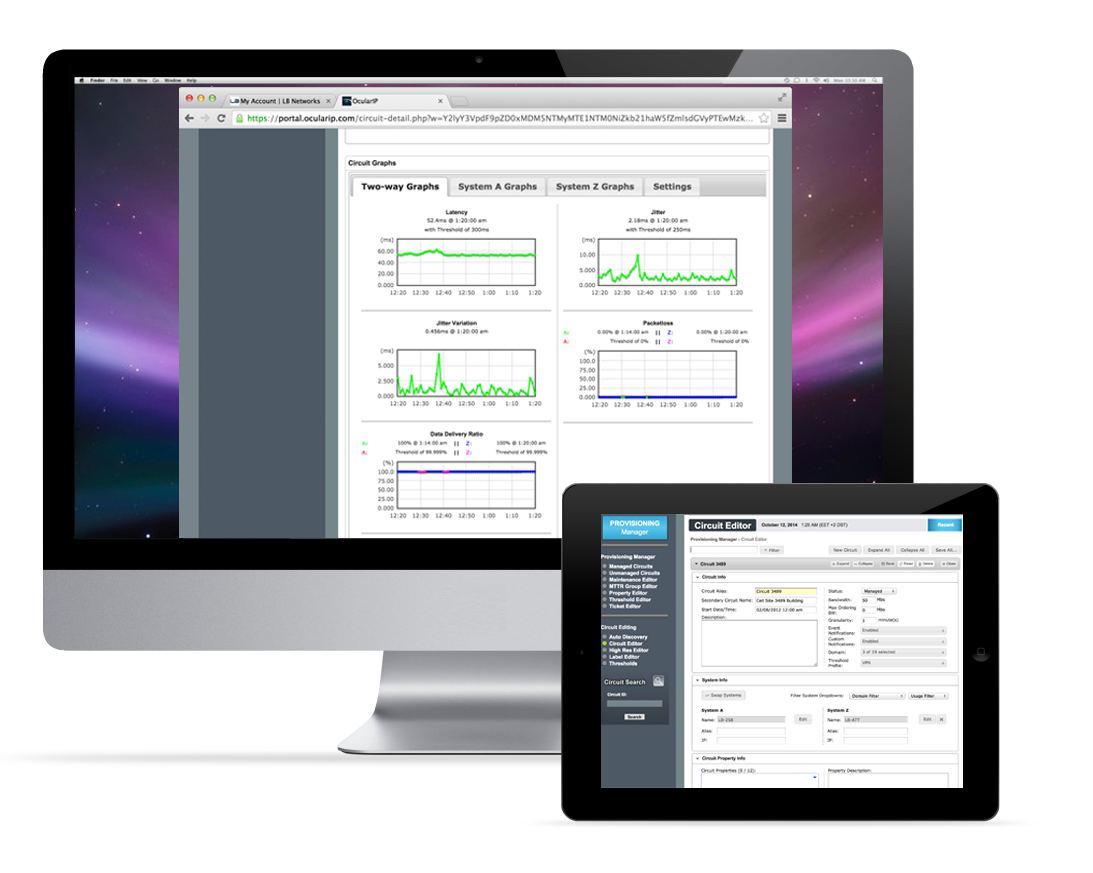 Finder File Edit View Go Window Help
My Account | LB Networks
OcularIP
https://portal.ocularip.com/circuit-detail.php?w=Y2lyY3VpdF9pZD0xMDM5NTMyMTE1NTM0NiZkb21haW5fZmlsdGVyPTEwMzk...
Circuit Graphs
Two-way Graphs System A Graphs System Z Graphs Settings
Latency
52.4ms @ 1:20:00 am
with Threshold of 300ms
(ms)
60.00
40.00
20.00
0.000
12:20 12:30 12:40 12:50 1:00 1:10 1:20
Jitter
2.18ms @ 1:20:00 am
with Threshold of 250ms
(ms)
10.00
5.000
0.000
12:20 12:30 12:40 12:50 1:00 1:10 1:20
Jitter Variation
0.456ms @ 1:20:00 am
(ms)
5.000
2.500
0.000
12:20 12:30 12:40 12:50 1:00 1:10 1:20
Packetloss
A: 0.00% @ 1:14:00 am || Z: 0.00% @ 1:20:00 am
A: Threshold of 0% || Z: Threshold of 0%
(%)
100.0
75.00
50.00
25.00
0.000
12:20 12:30 12:40 12:50 1:00 1:10 1:20
Data Delivery Ratio
A: 100% @ 1:14:00 am || Z: 100% @ 1:20:00 am
A: Threshold of 99.999% || Z: Threshold of 99.999%
(%)
100.0
75.00
50.00
25.00
0.000
12:20 12:30 12:40 12:50 1:00 1:10 1:20
PROVISIONING
Manager
Provisioning Manager
Managed Circuits
Unmanaged Circuits
Maintenance Editor
MTTR Group Editor
Property Editor
Threshold Editor
Ticket Editor
Circuit Editing
Auto Discovery
Circuit Editor
High Res Editor
Label Editor
Thresholds
Circuit Search
Circuit ID:
Search
Circuit Editor October 12, 2014 1:20 AM (EET +2 DST) Recent
Provisioning Manager › Circuit Editor
Filter New Circuit Expand All Collapse All Save All...
Circuit 3489 Expand Collapse Save Reset Delete Close
Circuit Info
Circuit Alias: Circuit 3489
Secondary Circuit Name: Cell Site 3489 Building
Start Date/Time: 02/08/2012 12:00 am
Description:
Status: Managed
Bandwidth: 50 Mbs
Max Ordering BW: 0 Mbs
Granularity: 1 minute(s)
Event Notifications: Enabled
Custom Notifications: Enabled
Domain: 3 of 19 selected
Threshold Profile: VPN
System Info
Swap Systems Filter System Dropdowns: Domain Filter Usage Filter
System A
Name: LB-258 Edit
Alias:
IP:
System Z
Name: LB-477 Edit
Alias:
IP:
Circuit Property Info
Circuit Properties (0 / 12):
Property Description: